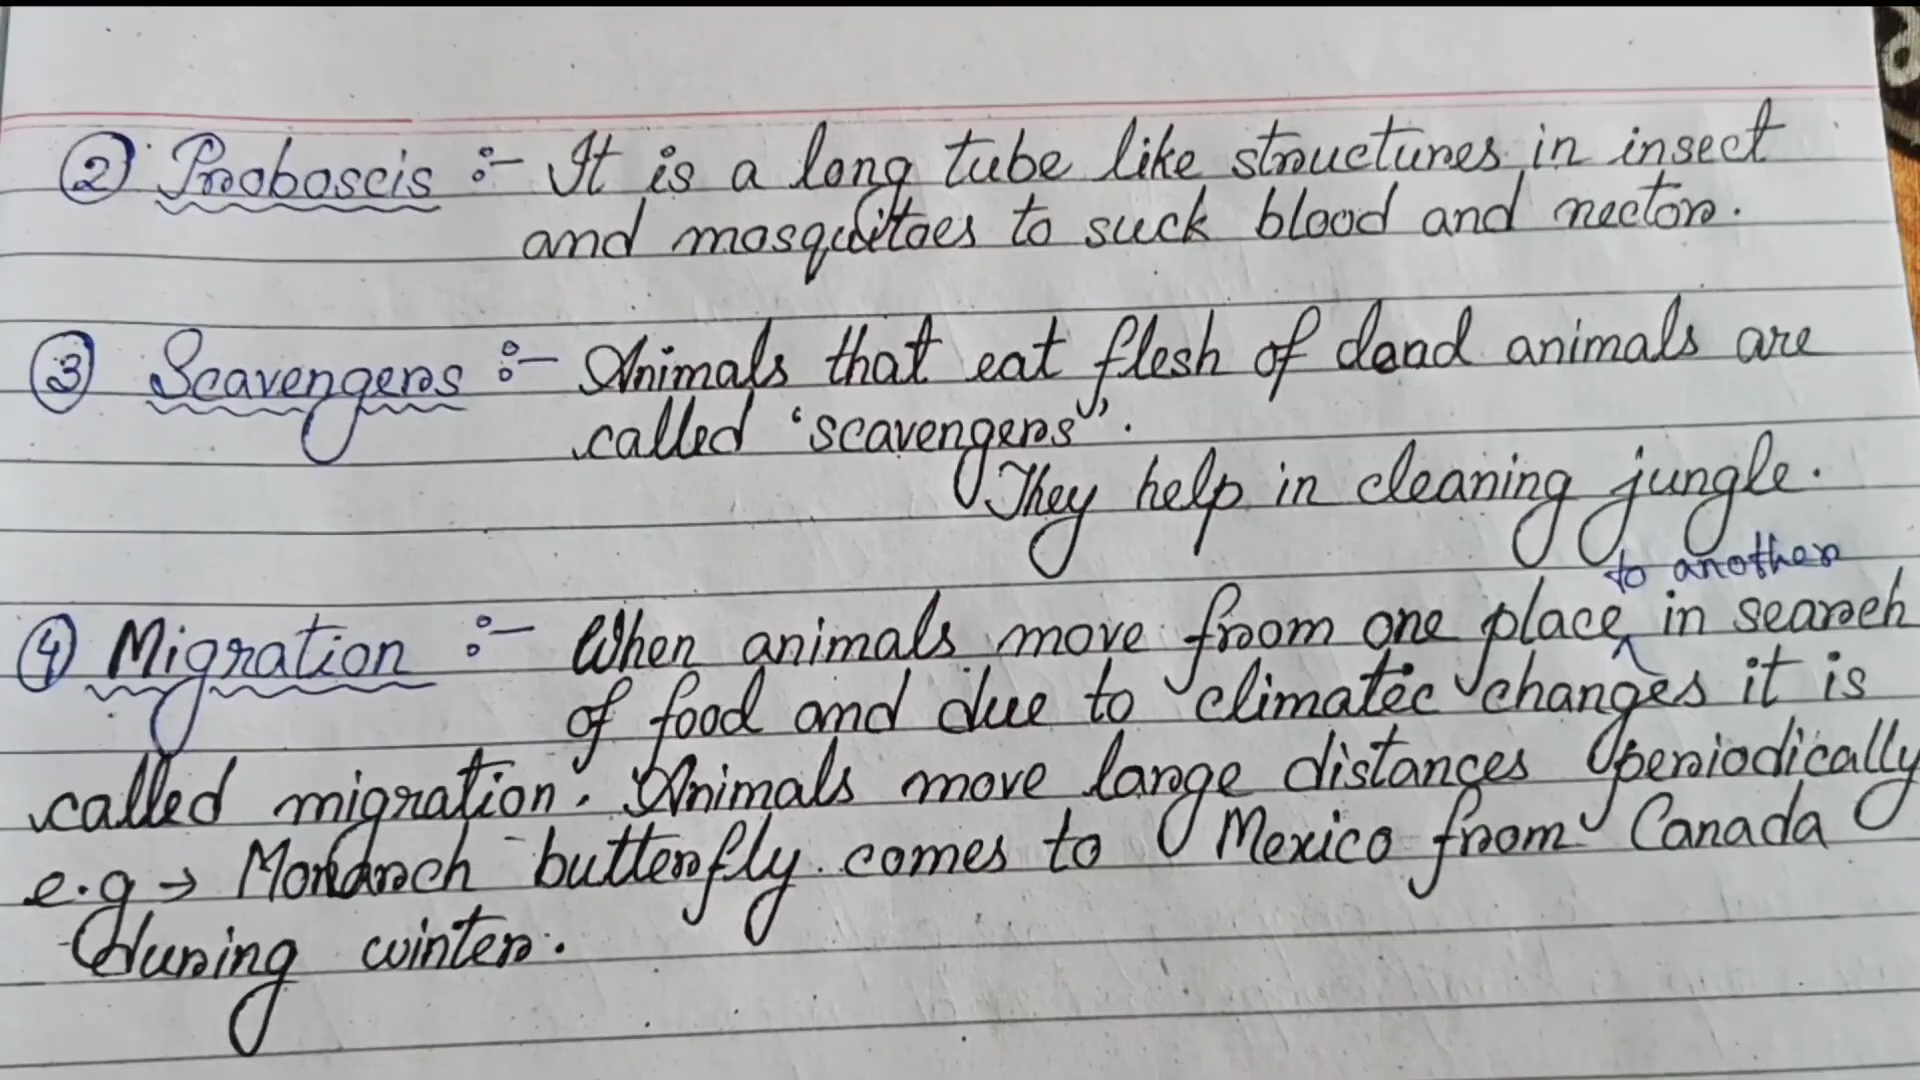 ② Proboscis :- It is a long tube like structures in insect
and mosquitoes to suck blood and nector.
③ Scavengers :- Animals that eat flesh of dead animals are
called 'scavengers''.
They help in cleaning jungle.
to another
④ Migration :- When animals move from one place in search
of food and due to climatic changes it is
called migration. Animals move large distances periodically
e.g → Monarch butterfly comes to Mexico from Canada
during winter.